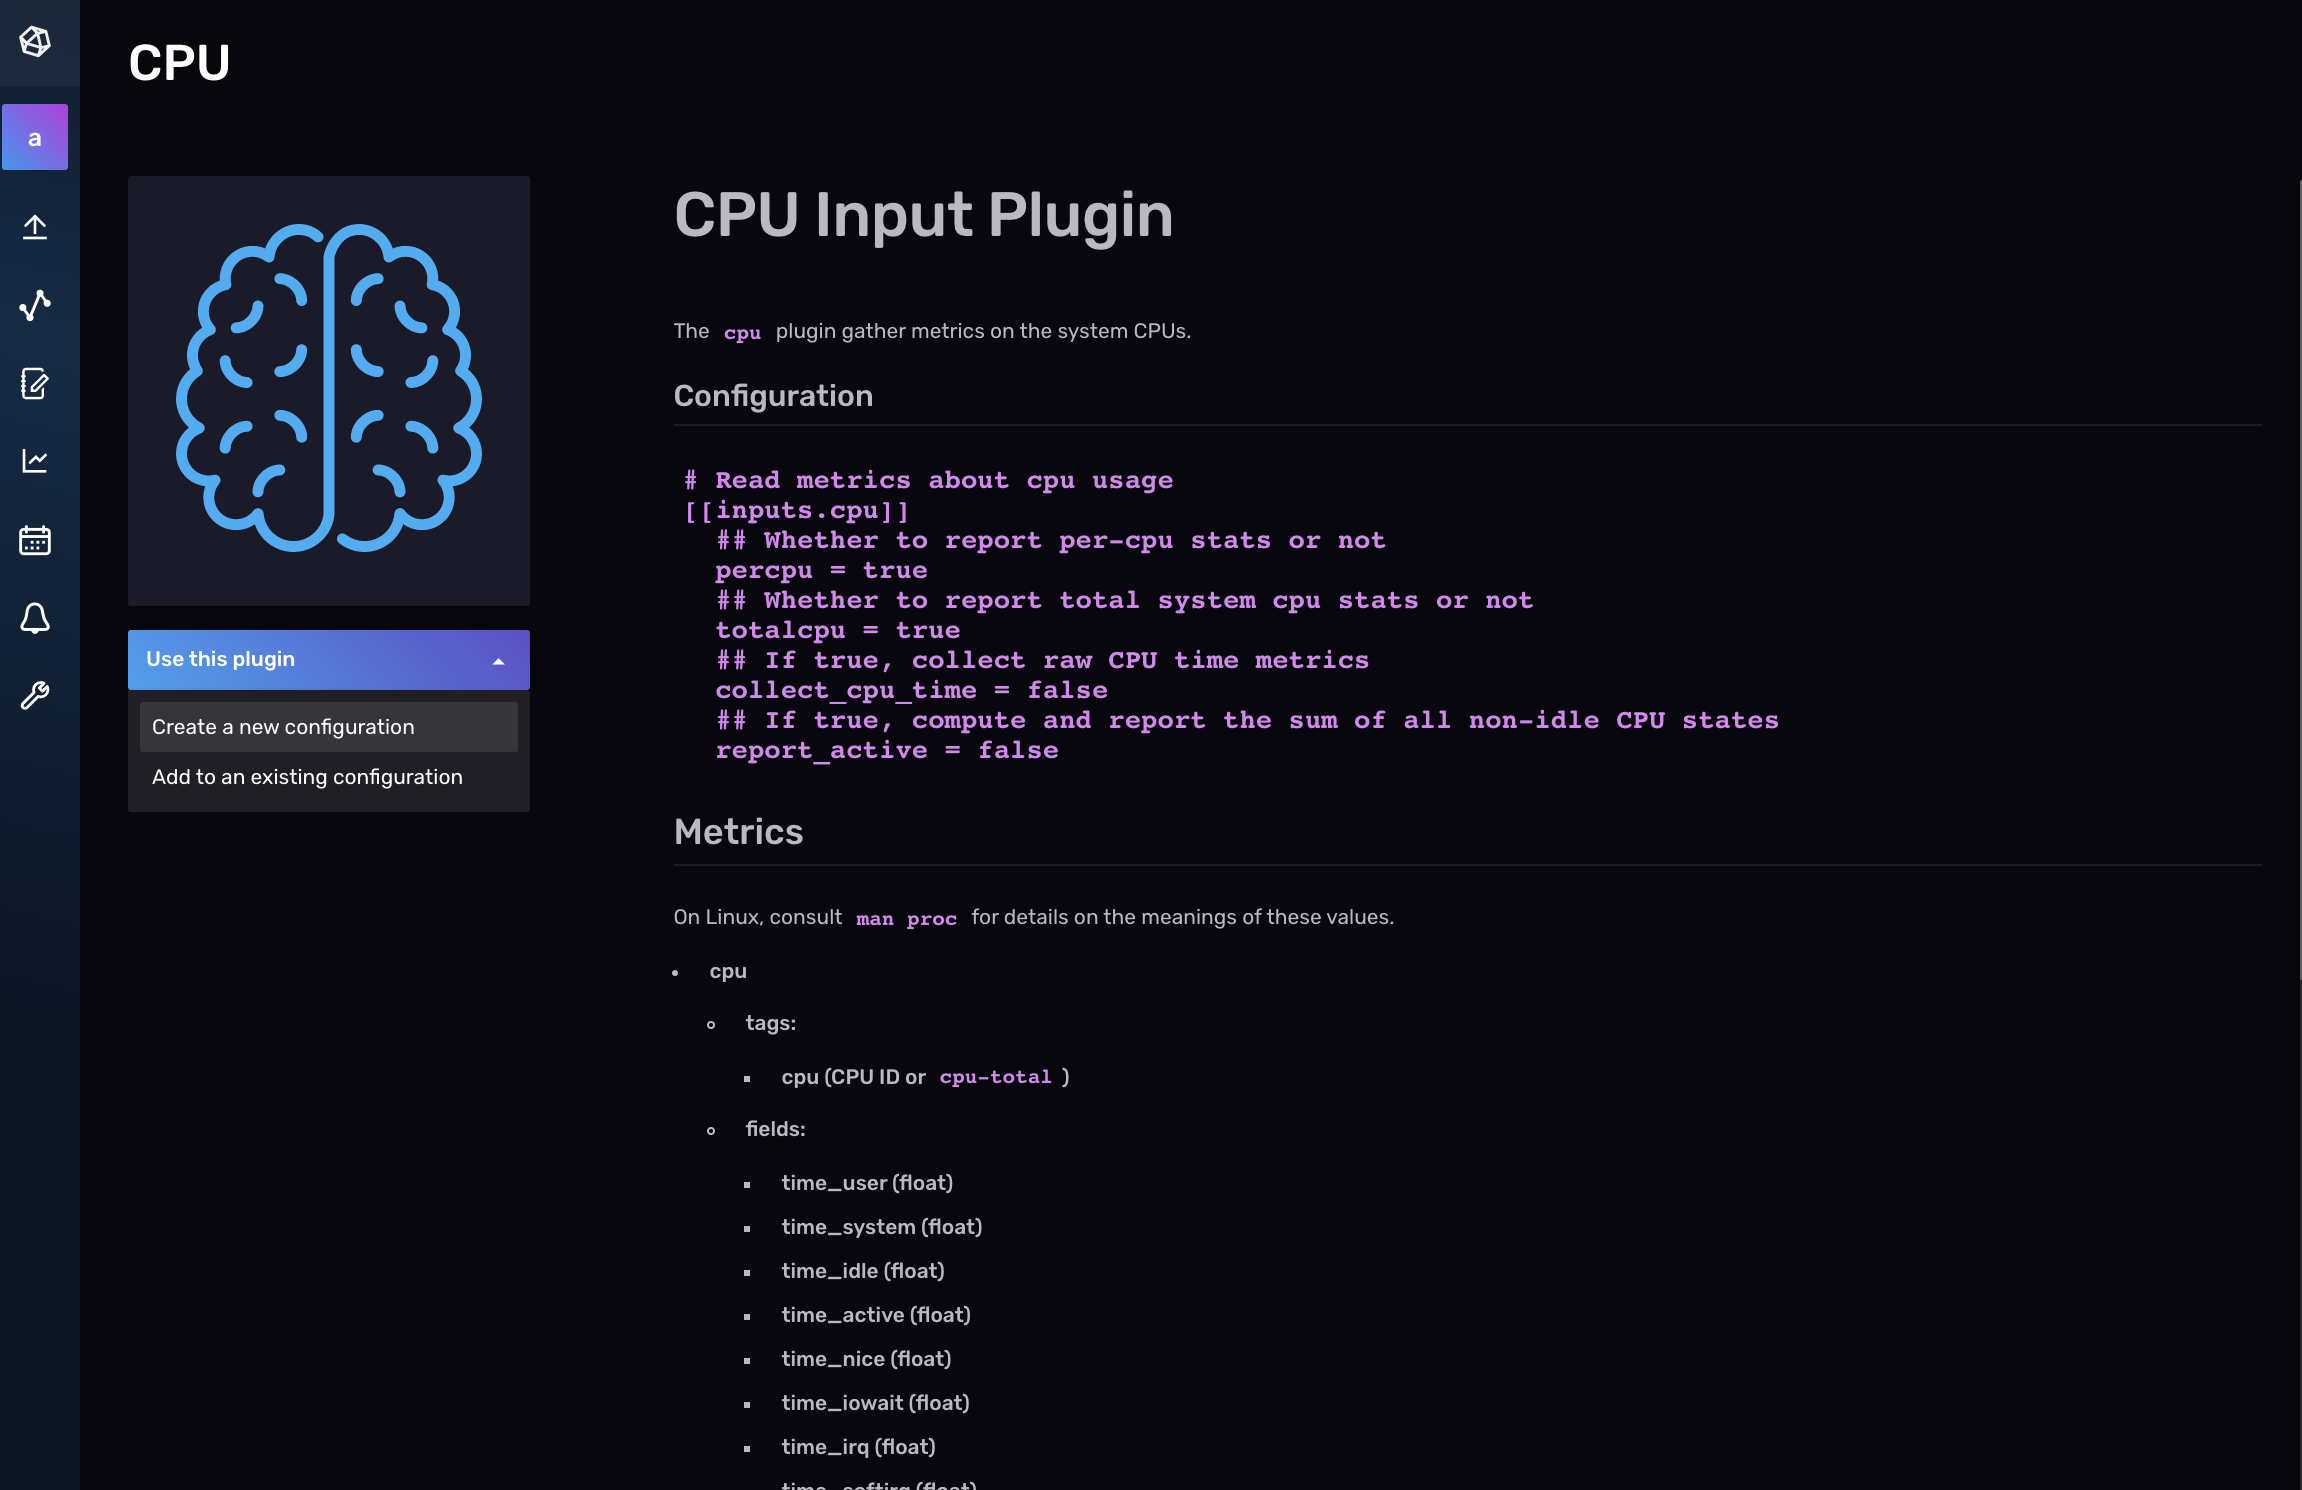 CPU
a
Use this plugin
Create a new configuration
Add to an existing configuration
CPU Input Plugin
The cpu plugin gather metrics on the system CPUs.
Configuration
# Read metrics about cpu usage
[[inputs.cpu]]
## Whether to report per-cpu stats or not
percpu = true
## Whether to report total system cpu stats or not
totalcpu = true
## If true, collect raw CPU time metrics
collect_cpu_time = false
## If true, compute and report the sum of all non-idle CPU states
report_active = false
Metrics
On Linux, consult man proc for details on the meanings of these values.
cpu
tags:
cpu (CPU ID or cpu-total )
fields:
time_user (float)
time_system (float)
time_idle (float)
time_active (float)
time_nice (float)
time_iowait (float)
time_irq (float)
time_softirq (float)